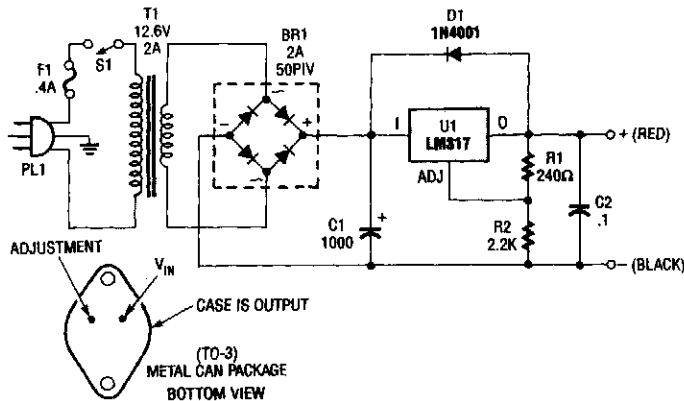 T1
12.6V
2A
S1
F1
.4A
PL1
BR1
2A
50PIV
~
−
+
~
D1
1N4001
I
U1
LM317
O
ADJ
R1
240Ω
R2
2.2K
C1
1000
+
C2
.1
+ (RED)
− (BLACK)
ADJUSTMENT
VIN
CASE IS OUTPUT
(TO-3)
METAL CAN PACKAGE
BOTTOM VIEW